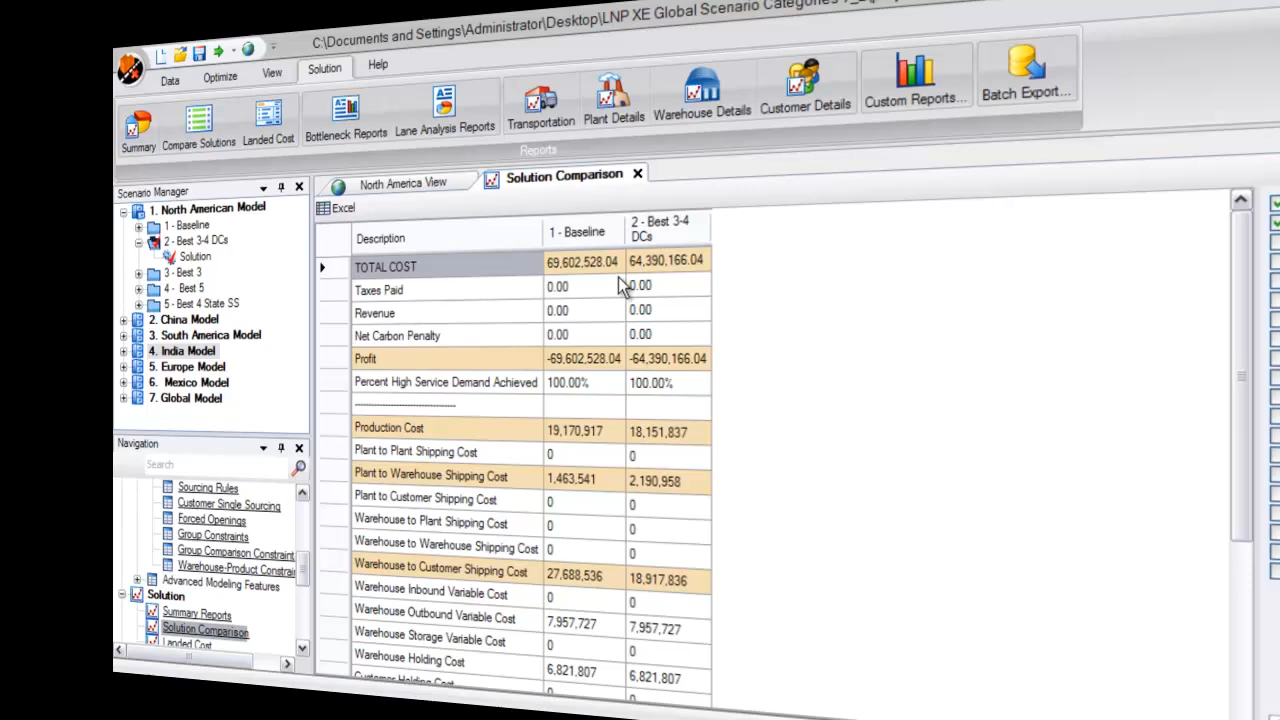 C:\Documents and Settings\Administrator\Desktop\LNP XE Global Scenario Categories
Data Optimize View Solution Help
Summary Compare Solutions Landed Cost Bottleneck Reports Lane Analysis Reports Transportation Plant Details Warehouse Details Customer Details Custom Reports... Batch Export...
Reports
Scenario Manager
1. North American Model
1 - Baseline
2 - Best 3-4 DCs
Solution
3 - Best 3
4 - Best 5
5 - Best 4 State SS
2. China Model
3. South America Model
4. India Model
5. Europe Model
6. Mexico Model
7. Global Model
Navigation
Search
Sourcing Rules
Customer Single Sourcing
Forced Openings
Group Constraints
Group Comparison Constraint
Warehouse-Product Constrai
Advanced Modeling Features
Solution
Summary Reports
Solution Comparison
Landed Cost
North America View Solution Comparison
Excel
Description 1 - Baseline 2 - Best 3-4 DCs
TOTAL COST 69,602,528.04 64,390,166.04
Taxes Paid 0.00 0.00
Revenue 0.00 0.00
Net Carbon Penalty 0.00 0.00
Profit -69,602,528.04 -64,390,166.04
Percent High Service Demand Achieved 100.00% 100.00%
--------------------------------
Production Cost 19,170,917 18,151,837
Plant to Plant Shipping Cost 0 0
Plant to Warehouse Shipping Cost 1,463,541 2,190,958
Plant to Customer Shipping Cost 0 0
Warehouse to Plant Shipping Cost 0 0
Warehouse to Warehouse Shipping Cost 0 0
Warehouse to Customer Shipping Cost 27,688,536 18,917,836
Warehouse Inbound Variable Cost 0 0
Warehouse Outbound Variable Cost 7,957,727 7,957,727
Warehouse Storage Variable Cost 0 0
Warehouse Holding Cost 6,821,807 6,821,807
Customer Holding Cost 0 0